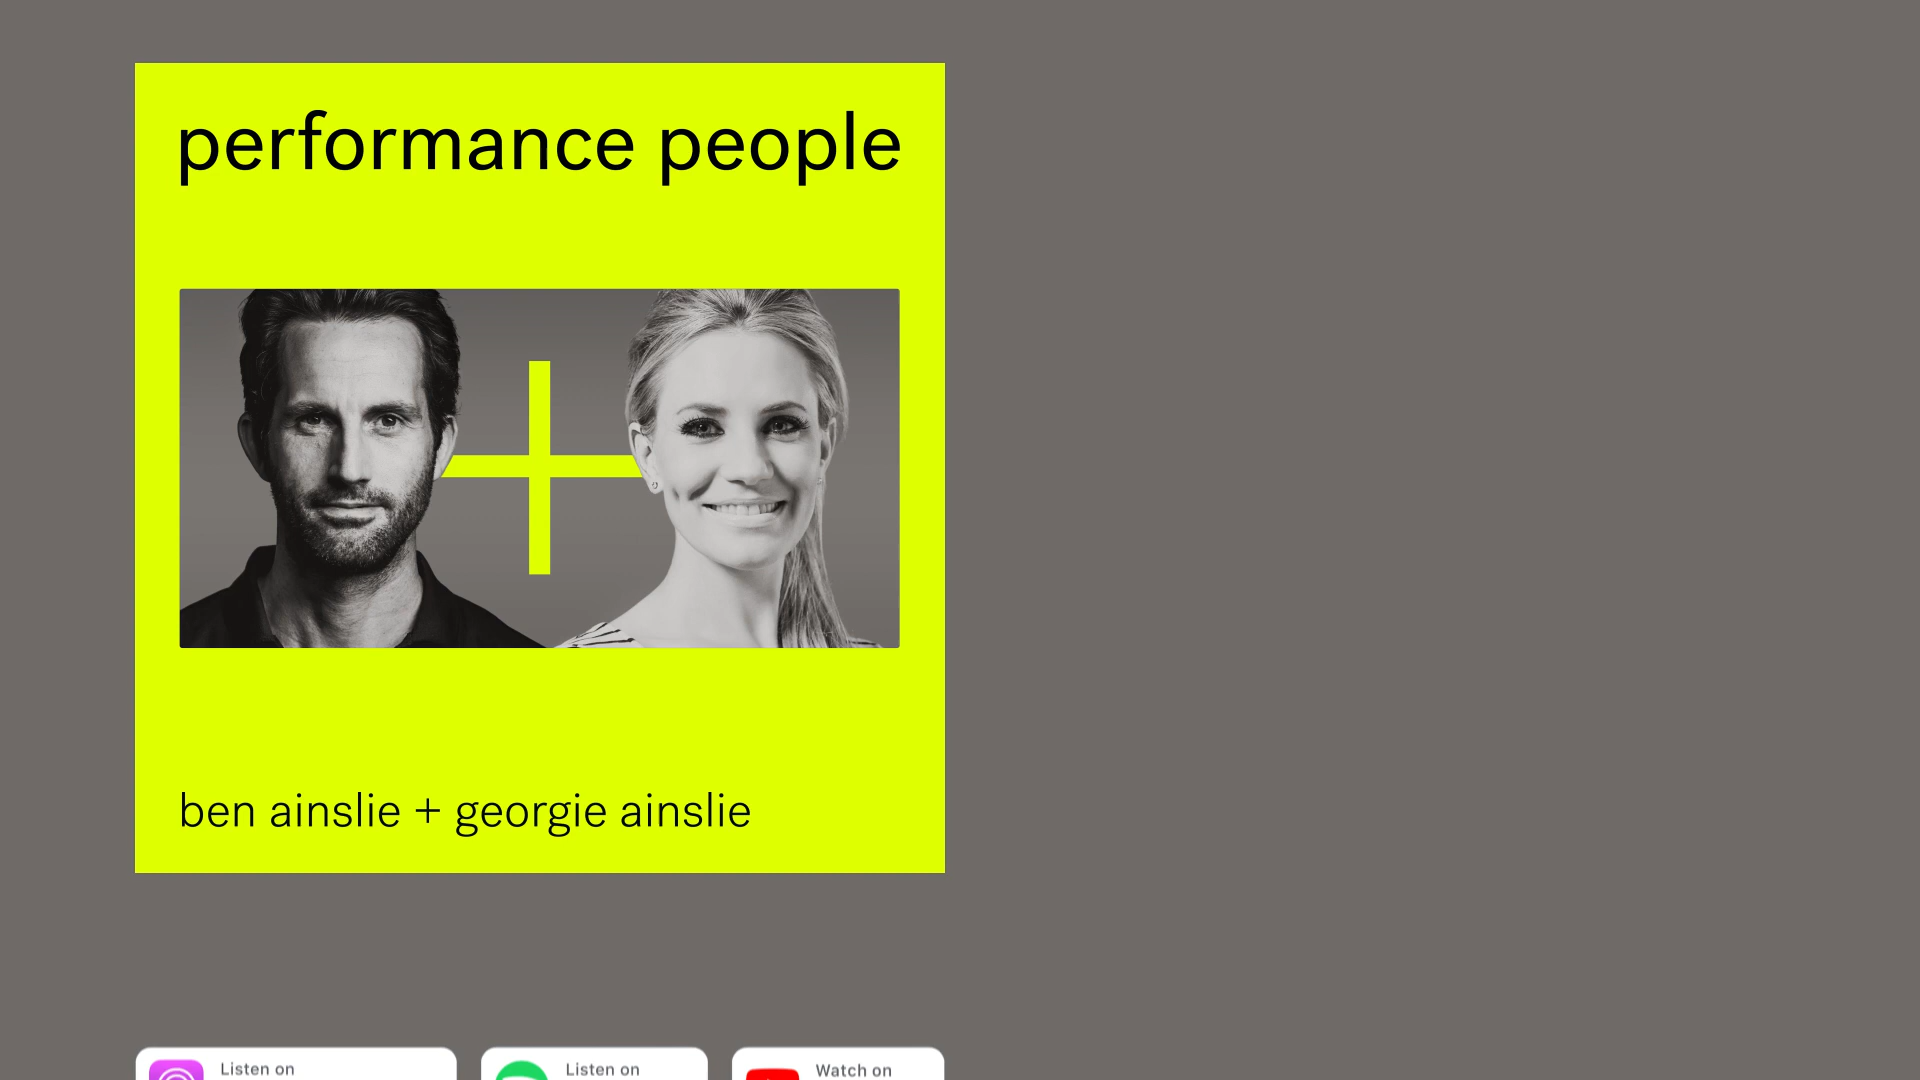 performance people
ben ainslie + georgie ainslie
Listen on
Listen on
Watch on